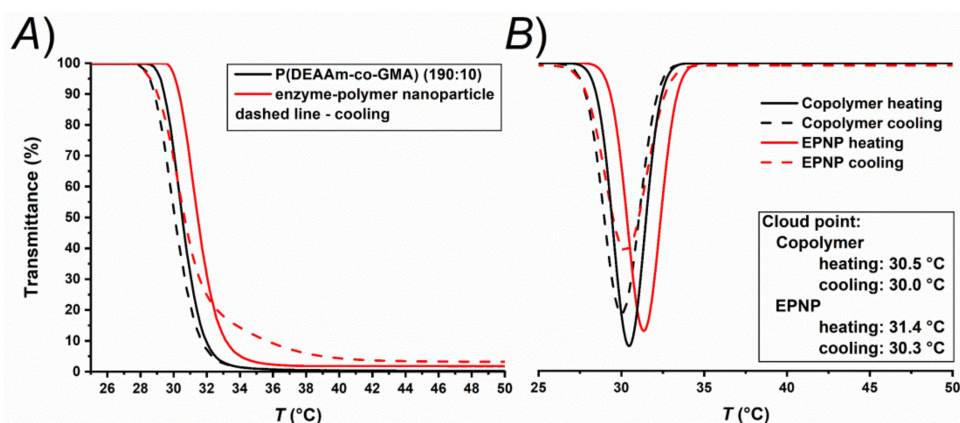 A)
100
90
80
70
60
50
40
30
20
10
0
Transmittance (%)
26 28 30 32 34 36 38 40 42 44 46 48 50
T (°C)
P(DEAAm-co-GMA) (190:10)
enzyme-polymer nanoparticle
dashed line - cooling
B)
Copolymer heating
Copolymer cooling
EPNP heating
EPNP cooling
Cloud point:
Copolymer
heating: 30.5 °C
cooling: 30.0 °C
EPNP
heating: 31.4 °C
cooling: 30.3 °C
25 30 35 40 45 50
T (°C)